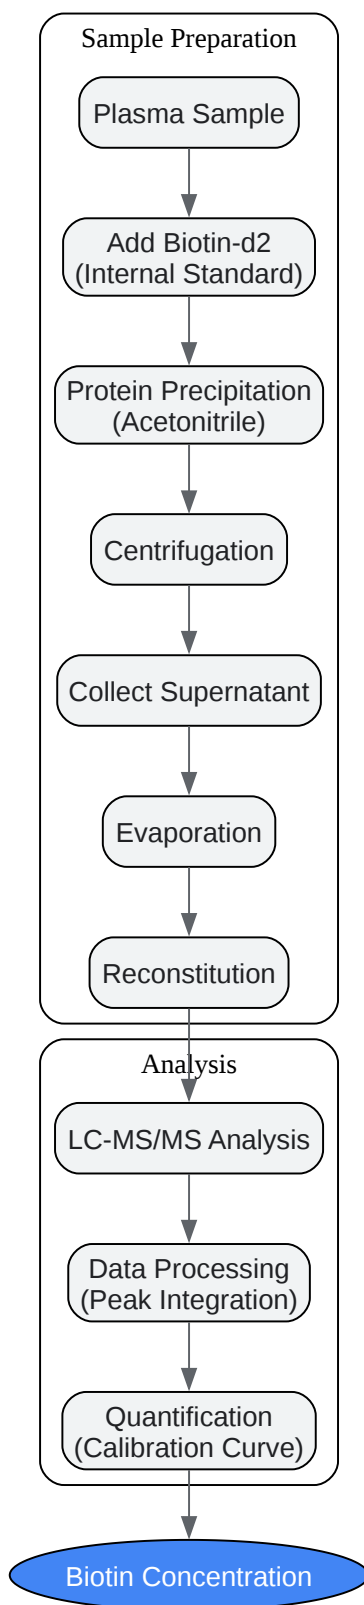 Sample Preparation
Plasma Sample
Add Biotin-d2
(Internal Standard)
Protein Precipitation
(Acetonitrile)
Centrifugation
Collect Supernatant
Evaporation
Reconstitution
Analysis
LC-MS/MS Analysis
Data Processing
(Peak Integration)
Quantification
(Calibration Curve)
Biotin Concentration